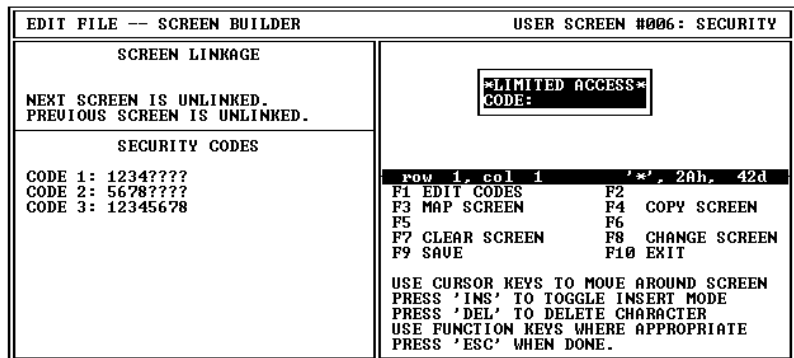 EDIT FILE -- SCREEN BUILDER
USER SCREEN #006: SECURITY
SCREEN LINKAGE
NEXT SCREEN IS UNLINKED.
PREVIOUS SCREEN IS UNLINKED.
SECURITY CODES
CODE 1: 1234????
CODE 2: 5678????
CODE 3: 12345678
*LIMITED ACCESS*
CODE:
row 1, col 1 '*', 2Ah, 42d
F1 EDIT CODES F2
F3 MAP SCREEN F4 COPY SCREEN
F5 F6
F7 CLEAR SCREEN F8 CHANGE SCREEN
F9 SAVE F10 EXIT
USE CURSOR KEYS TO MOVE AROUND SCREEN
PRESS 'INS' TO TOGGLE INSERT MODE
PRESS 'DEL' TO DELETE CHARACTER
USE FUNCTION KEYS WHERE APPROPRIATE
PRESS 'ESC' WHEN DONE.